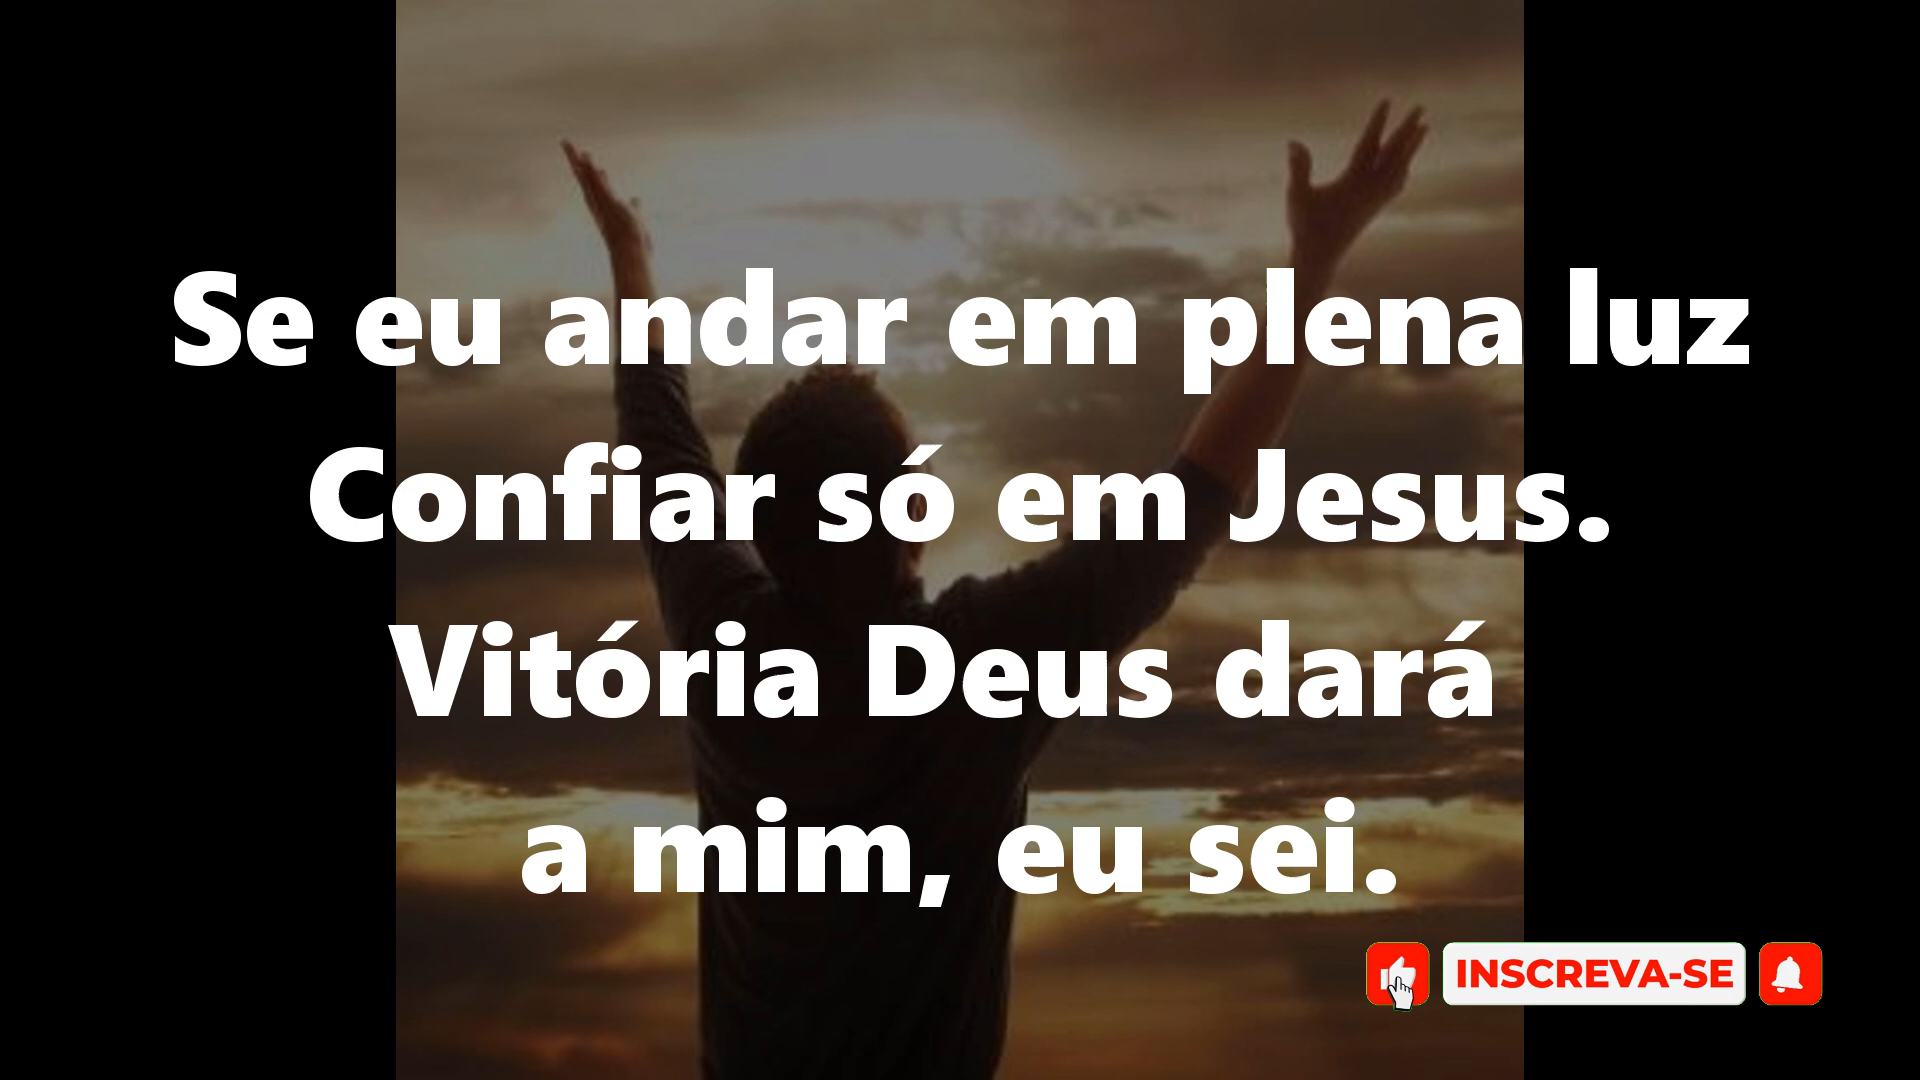 Se eu andar em plena luz
Confiar só em Jesus.
Vitória Deus dará
a mim, eu sei.
INSCREVA-SE